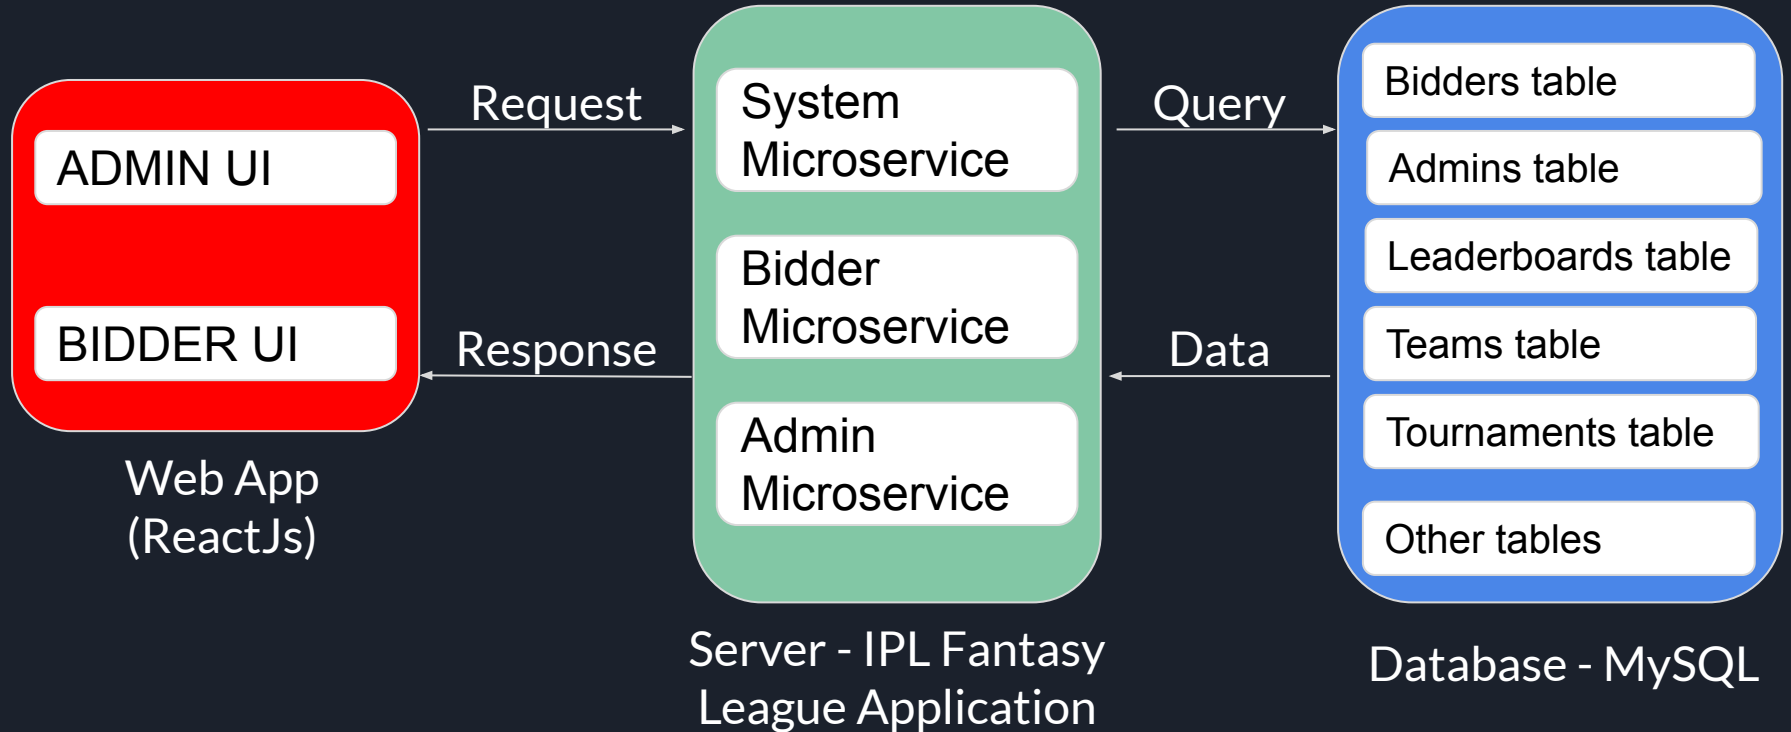 ADMIN UI
BIDDER UI
Web App
(ReactJs)
Request
Response
System
Microservice
Bidder
Microservice
Admin
Microservice
Server - IPL Fantasy
League Application
Query
Data
Bidders table
Admins table
Leaderboards table
Teams table
Tournaments table
Other tables
Database - MySQL